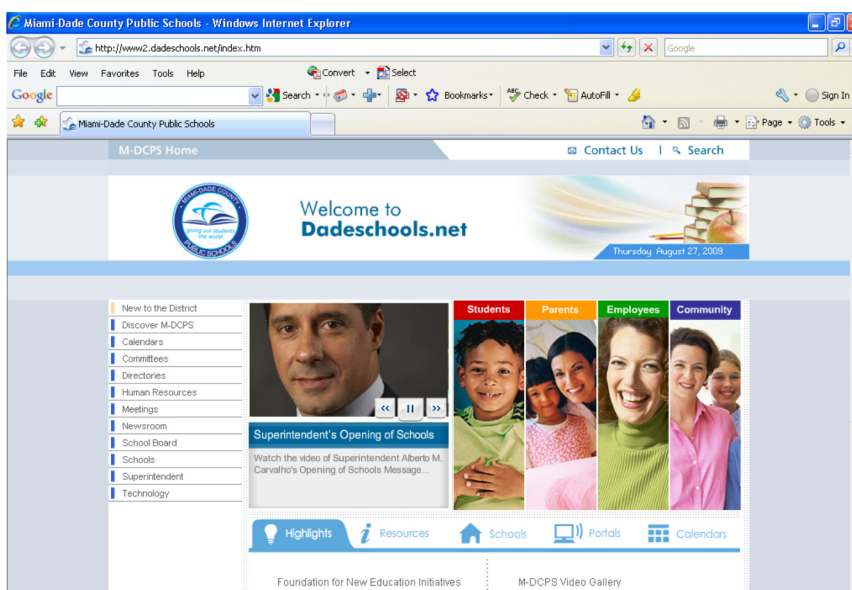 Miami-Dade County Public Schools - Windows Internet Explorer
http://www2.dadeschools.net/index.htm
Google
File Edit View Favorites Tools Help
Convert Select
Google Search Bookmarks ABC Check AutoFill Sign In
Miami-Dade County Public Schools Page Tools
M-DCPS Home Contact Us | Search
MIAMI-DADE COUNTY
giving our students
the world
PUBLIC SCHOOLS
Welcome to
Dadeschools.net
Thursday August 27, 2009
New to the District
Discover M-DCPS
Calendars
Committees
Directories
Human Resources
Meetings
Newsroom
School Board
Schools
Superintendent
Technology
Superintendent's Opening of Schools
Watch the video of Superintendent Alberto M.
Carvalho's Opening of Schools Message...
Students Parents Employees Community
Highlights Resources Schools Portals Calendars
Foundation for New Education Initiatives M-DCPS Video Gallery